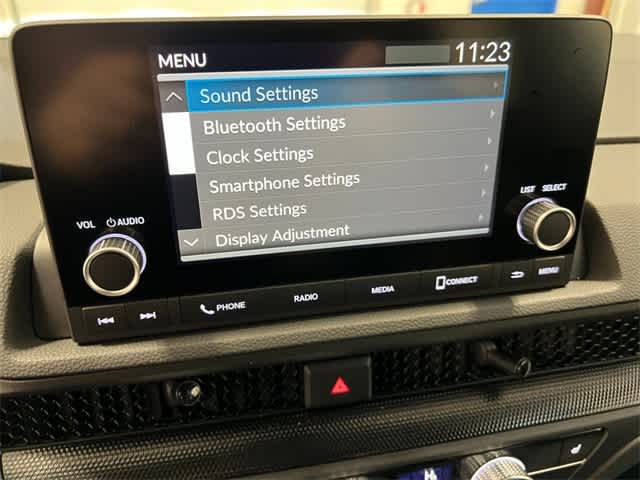 MENU 11:23
Sound Settings
Bluetooth Settings
Clock Settings
Smartphone Settings
RDS Settings
Display Adjustment
VOL AUDIO
LIST SELECT
PHONE RADIO MEDIA CONNECT MENU